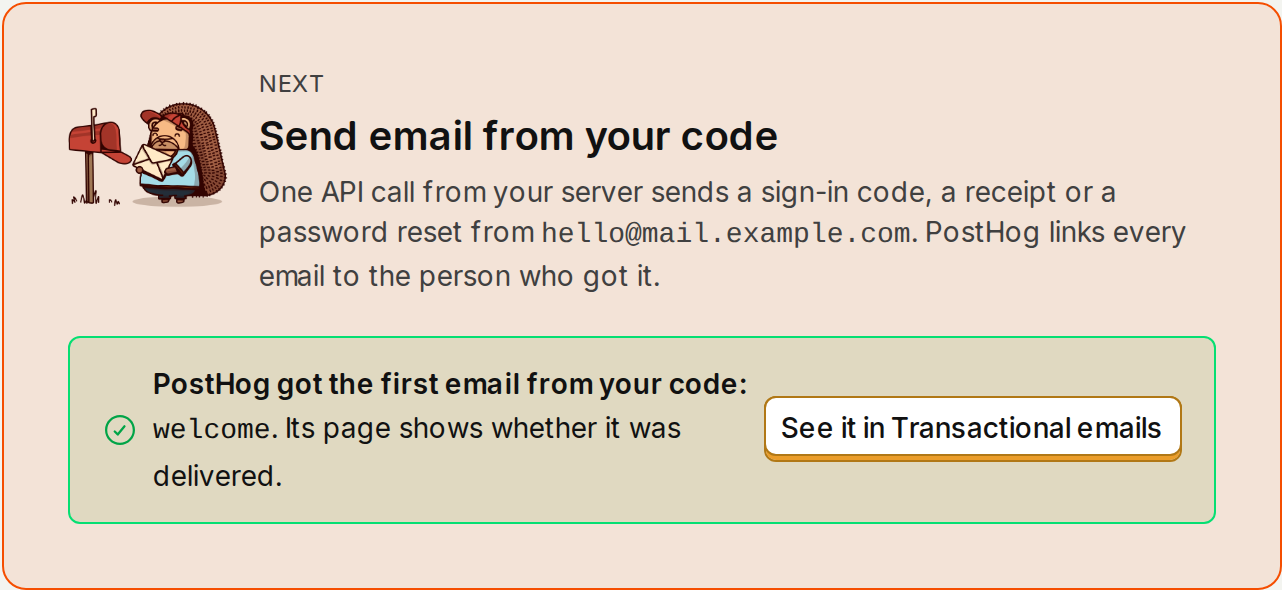 NEXT
Send email from your code
One API call from your server sends a sign-in code, a receipt or a
password reset from hello@mail.example.com. PostHog links every
email to the person who got it.
PostHog got the first email from your code:
welcome. Its page shows whether it was
delivered.
See it in Transactional emails